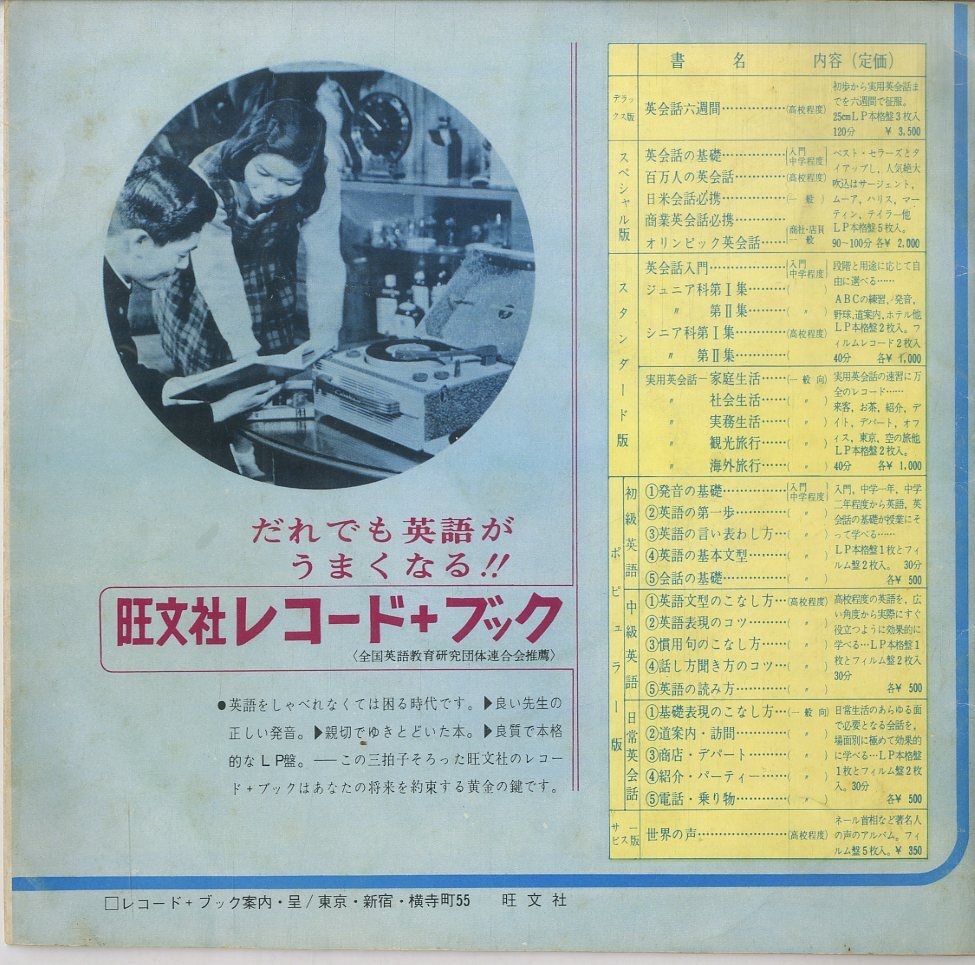 だれでも英語が
うまくなる!!
旺文社レコード+ブック
〈全国英語教育研究団体連合会推薦〉
●英語をしゃべれなくては困る時代です。▶良い先生の
正しい発音。▶親切でゆきとどいた本。▶良質で本格
的なＬＰ盤。――この三拍子そろった旺文社のレコー
ド+ブックはあなたの将来を約束する黄金の鍵です。
書名 内容（定価）
デラックス版
英会話六週間……………(高校程度)
初歩から実用英会話ま
でを六週間で征服。
25cmＬＰ本格盤３枚入
120分 ￥3,500
スペシャル版
英会話の基礎……………(入門 中学程度)
百万人の英会話…………(高校程度)
日米会話必携……………(一般)
商業英会話必携…………
オリンピック英会話……(商社・店員 一般)
ベスト・セラーズとタ
イアップし、人気絶大
吹込はサージェント、
ムーア、ハリス、マー
ティン、テイラー他
ＬＰ本格盤５枚入。
90～100分 各￥2,000
スタンダード版
英会話入門………………(入門 中学程度)
ジュニア科第Ⅰ集………(〃)
〃 第Ⅱ集………(〃)
シニア科第Ⅰ集…………(高校程度)
〃 第Ⅱ集…………(
段階と用途に応じて自
由に選べる……
ＡＢＣの練習、発音、
野球、道案内、ホテル他
ＬＰ本格盤２枚入。フ
ィルムレコード２枚入
40分 各￥1,000
実用英会話－家庭生活……(一般向)
〃 社会生活……(〃)
〃 実務生活……(〃)
〃 観光旅行……(〃)
〃 海外旅行……(〃)
実用英会話の速習に万
全のレコード……
来客、お茶、紹介、デ
イト、デパート、オフ
ィス、東京、空の旅他
ＬＰ本格盤２枚入。
40分 各￥1,000
ポピュラー版
初級英語
①発音の基礎……………(入門 中学程度)
②英語の第一歩…………(〃)
③英語の言い表わし方…(〃)
④英語の基本文型………(〃)
⑤会話の基礎……………(〃)
入門、中学一年、中学
二年程度から英語、英
会話の基礎が授業にそ
って学べる……
ＬＰ本格盤１枚とフィ
ルム盤２枚入。 30分
各￥500
中級英語
①英語文型のこなし方…(高校程度)
②英語表現のコツ………(〃)
③慣用句のこなし方……(〃)
④話し方聞き方のコツ…(〃)
⑤英語の読み方…………(〃)
高校程度の英語を、広
い角度から実際にすぐ
役立つように効果的に
学べる…ＬＰ本格盤１
枚とフィルム盤２枚入
30分
各￥500
日常英会話
①基礎表現のこなし方…(一般向)
②道案内・訪問…………(〃)
③商店・デパート………(〃)
④紹介・パーティー……(〃)
⑤電話・乗り物…………(〃)
日常生活のあらゆる面
で必要となる会話を、
場面別に極めて効果的
に学べる…ＬＰ本格盤
１枚とフィルム盤２枚
入。30分
各￥500
サービス版
世界の声…………………(高校程度)
ネール首相など著名人
の声のアルバム。フィ
ルム盤５枚入。￥350
□レコード+ブック案内・呈/東京・新宿・横寺町55 旺文社